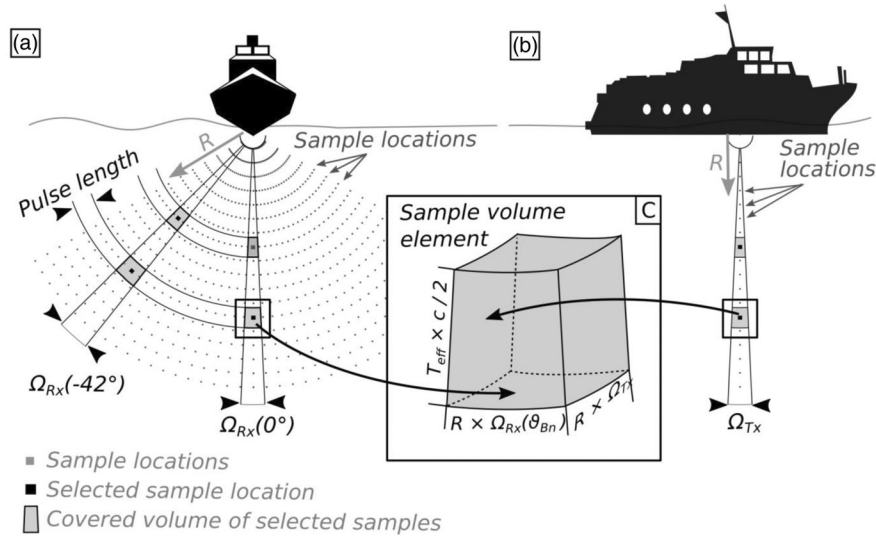 (a)
R
Sample locations
Pulse length
Ω_Rx(-42°)
Ω_Rx(0°)
(b)
R
Sample
locations
Ω_Tx
C
Sample volume
element
T_eff × c / 2
R × Ω_Rx(ϑ_Bn)
R × Ω_Tx
Sample locations
Selected sample location
Covered volume of selected samples